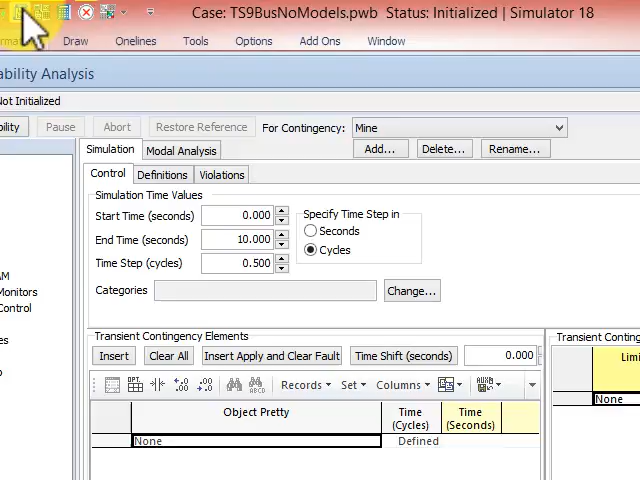 Case: TS9BusNoModels.pwb Status: Initialized | Simulator 18
Draw Onelines Tools Options Add Ons Window
ability Analysis
Not Initialized
Pause Abort Restore Reference For Contingency: Mine
Simulation Modal Analysis Add... Delete... Rename...
Control Definitions Violations
Simulation Time Values
Start Time (seconds) 0.000 Specify Time Step in
Seconds
End Time (seconds) 10.000
Cycles
Time Step (cycles) 0.500
AM
Categories Change...
Monitors
Control
Transient Contingency Elements Transient Conting
Insert Clear All Insert Apply and Clear Fault Time Shift (seconds) 0.000
Records Set Columns AUXB
Object Pretty Time (Cycles) Time (Seconds)
Limi
None Defined
None